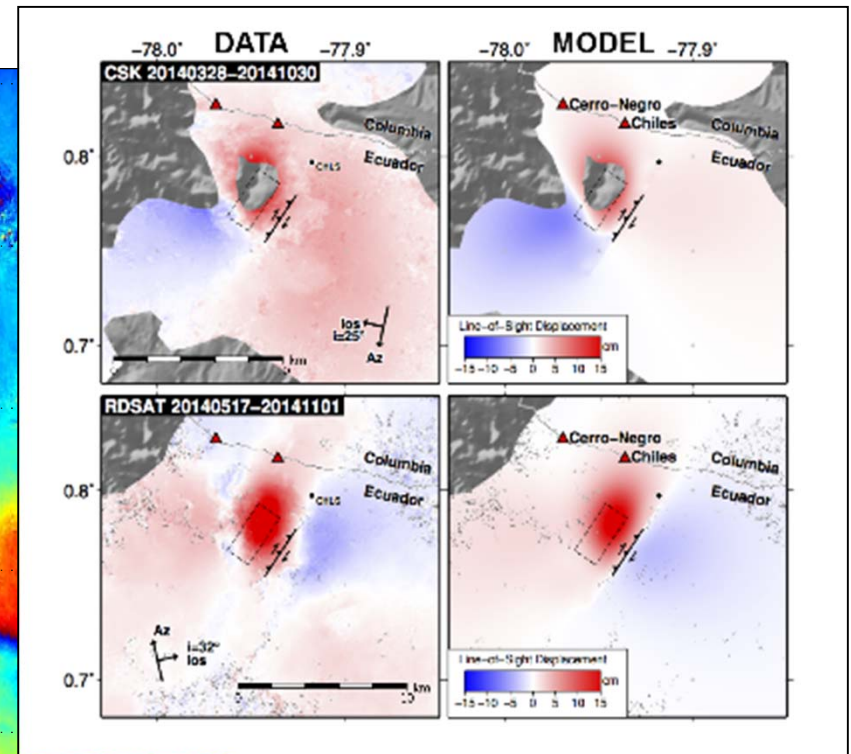 −78.0° DATA −77.9° −78.0° MODEL −77.9°
CSK 20140328−20141030
Cerro-Negro
Chiles
Columbia
Ecuador
CHLS
Columbia
Ecuador
0.8°
los
i=25°
Az
Line−of−Sight Displacement
cm
−15 −10 −5 0 5 10 15
0.7°
km
RDSAT 20140517−20141101
Cerro-Negro
Chiles
Columbia
Ecuador
CHLS
Columbia
Ecuador
0.8°
Az
i=32°
los
Line−of−Sight Displacement
cm
−15 −10 −5 0 5 10 15
0.7°
km